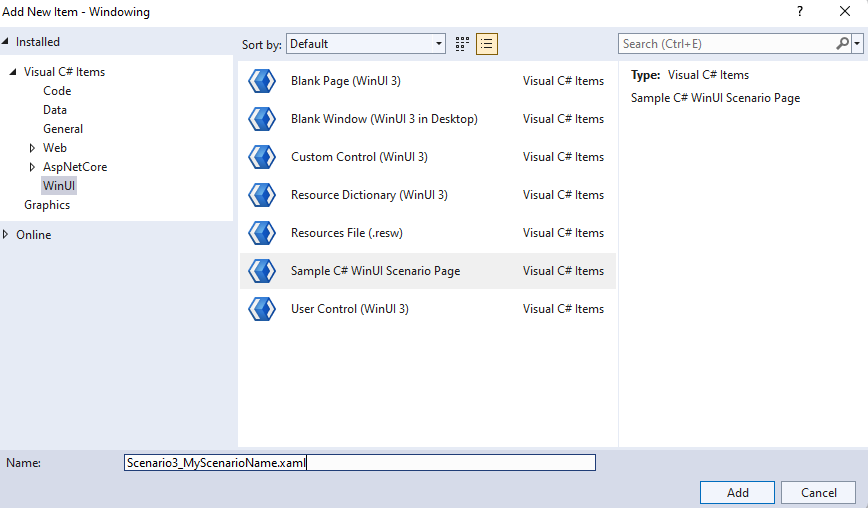 Add New Item - Windowing
?
Installed
Sort by: Default
Search (Ctrl+E)
Visual C# Items
Code
Data
General
Web
AspNetCore
WinUI
Graphics
Online
Blank Page (WinUI 3) Visual C# Items
Blank Window (WinUI 3 in Desktop) Visual C# Items
Custom Control (WinUI 3) Visual C# Items
Resource Dictionary (WinUI 3) Visual C# Items
Resources File (.resw) Visual C# Items
Sample C# WinUI Scenario Page Visual C# Items
User Control (WinUI 3) Visual C# Items
Type: Visual C# Items
Sample C# WinUI Scenario Page
Name: Scenario3_MyScenarioName.xaml
Add Cancel